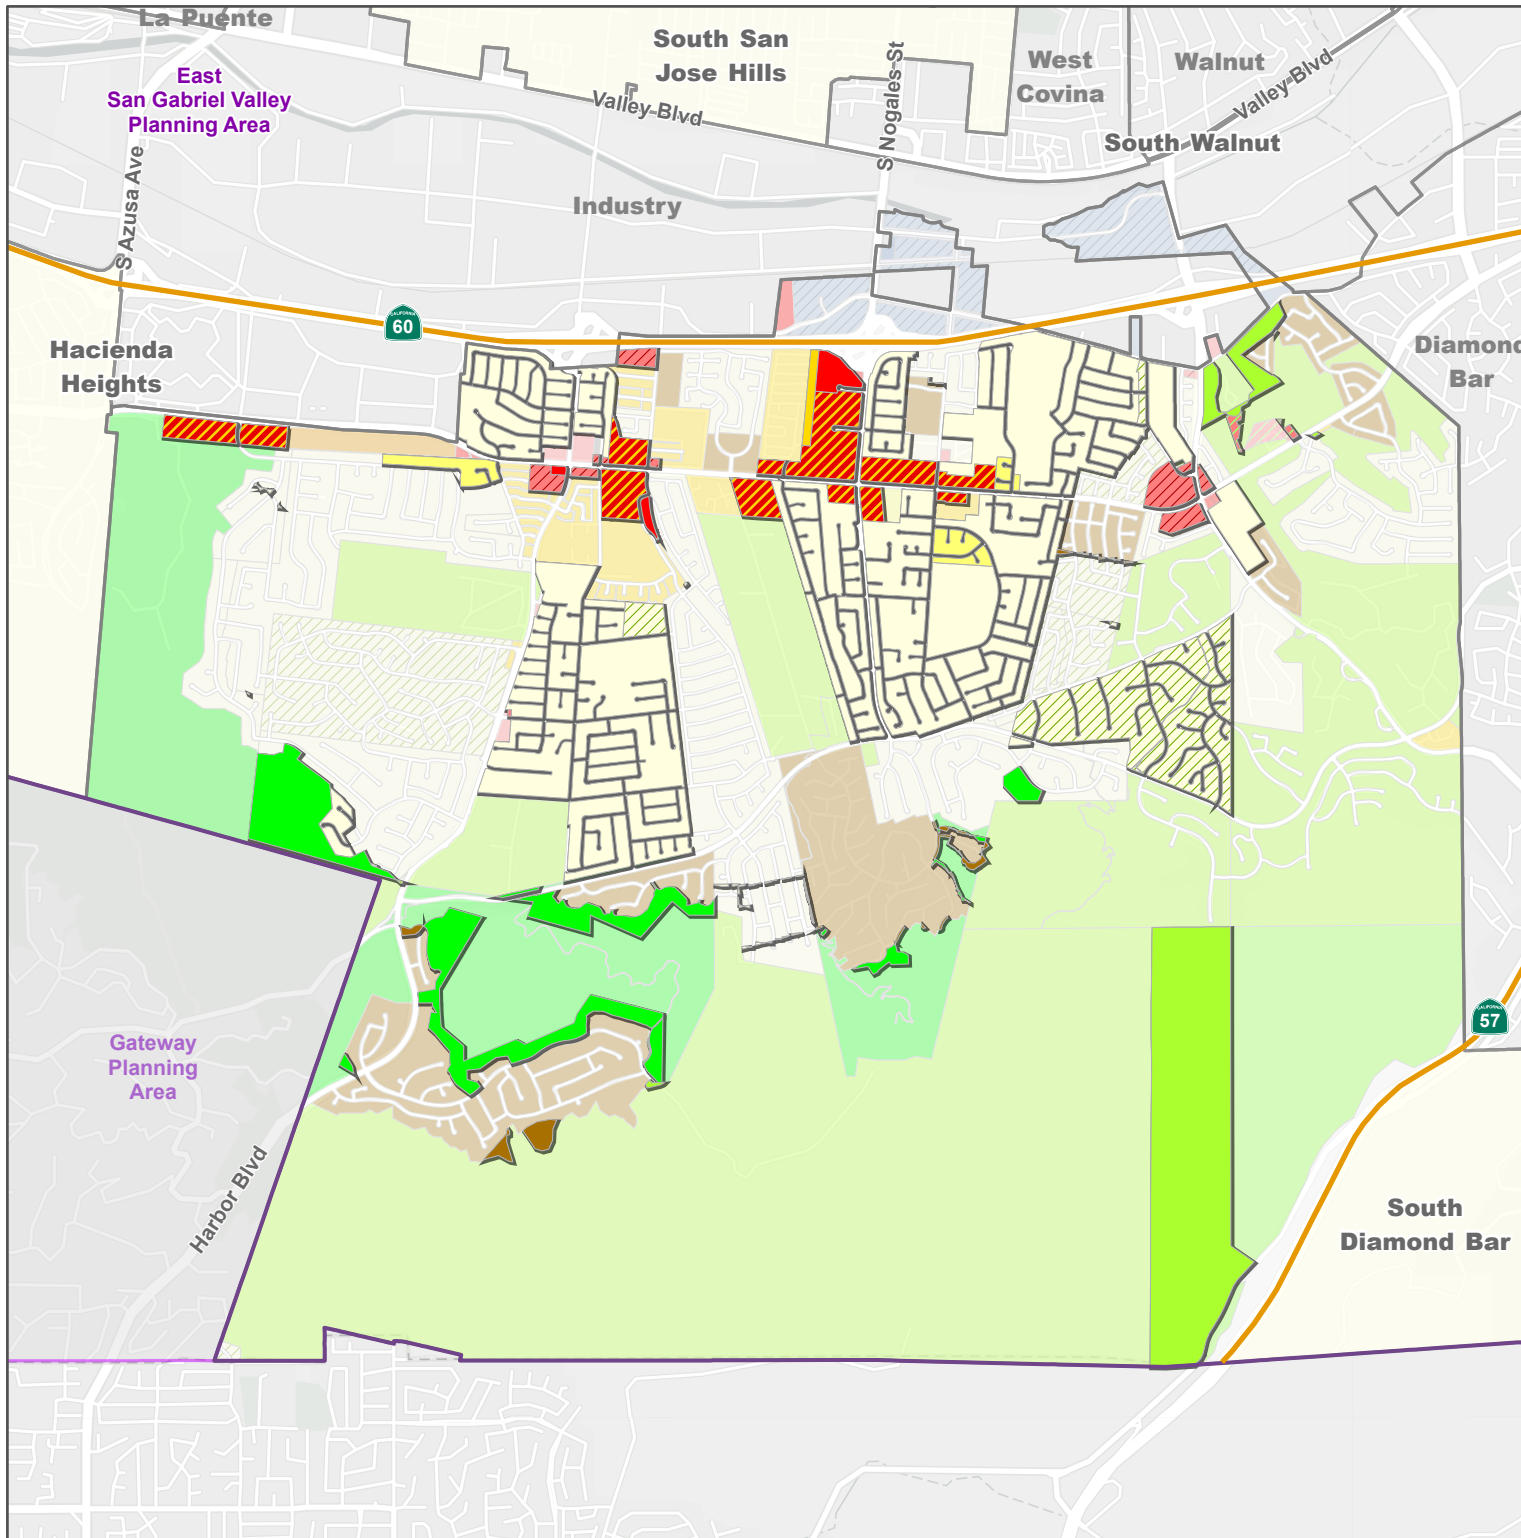 La Puente
East
San Gabriel Valley
Planning Area
South San
Jose Hills
S Nogales St
West
Covina
Walnut
Valley Blvd
Valley Blvd
South Walnut
S Azusa Ave
Industry
CALIFORNIA
60
Hacienda
Heights
Diamond
Bar
CALIFORNIA
57
Gateway
Planning
Area
Harbor Blvd
South
Diamond Bar